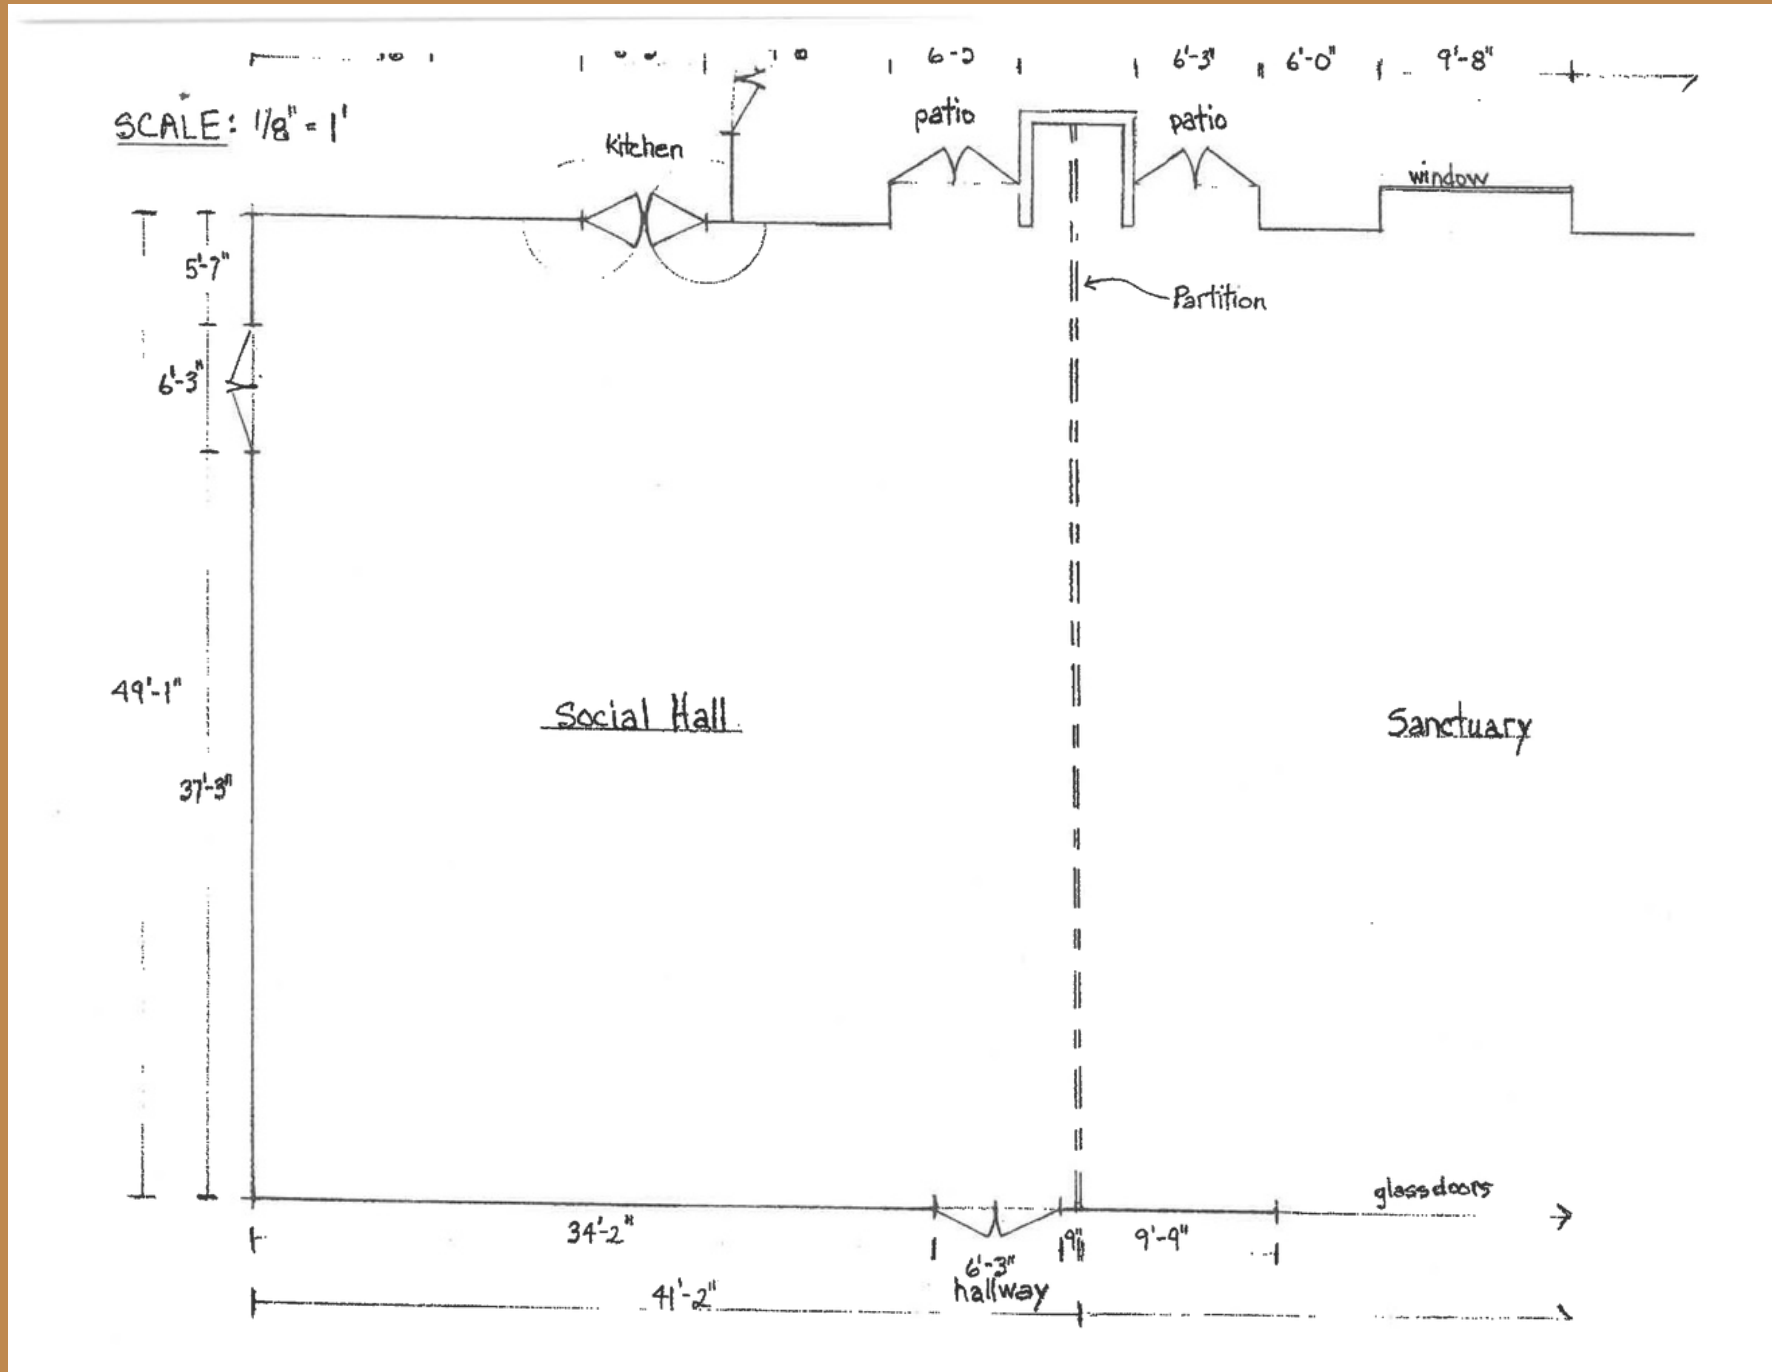 6'-3" 6'-0" 9'-8"
SCALE: 1/8" = 1'
patio
patio
kitchen
window
5'-7"
Partition
6'-3"
49'-1"
Social Hall
Sanctuary
37'-3"
glass doors
34'-2"
9"
9'-9"
6'-3"
hallway
41'-2"